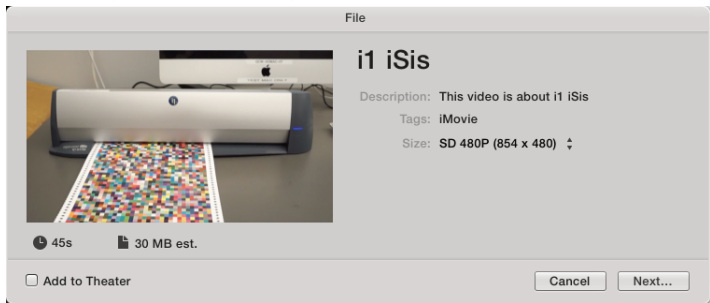 File
i1 iSis
Description: This video is about i1 iSis
Tags: iMovie
Size: SD 480P (854 x 480)
45s
30 MB est.
Add to Theater
Cancel
Next...